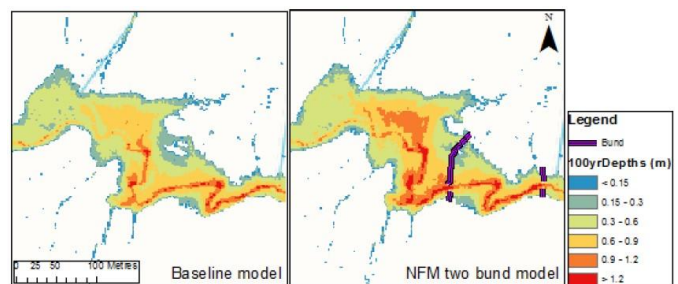 N
Legend
Bund
100yrDepths (m)
< 0.15
0.15 - 0.3
0.3 - 0.6
0.6 - 0.9
0.9 - 1.2
> 1.2
0 25 50 100 Metres
Baseline model
NFM two bund model